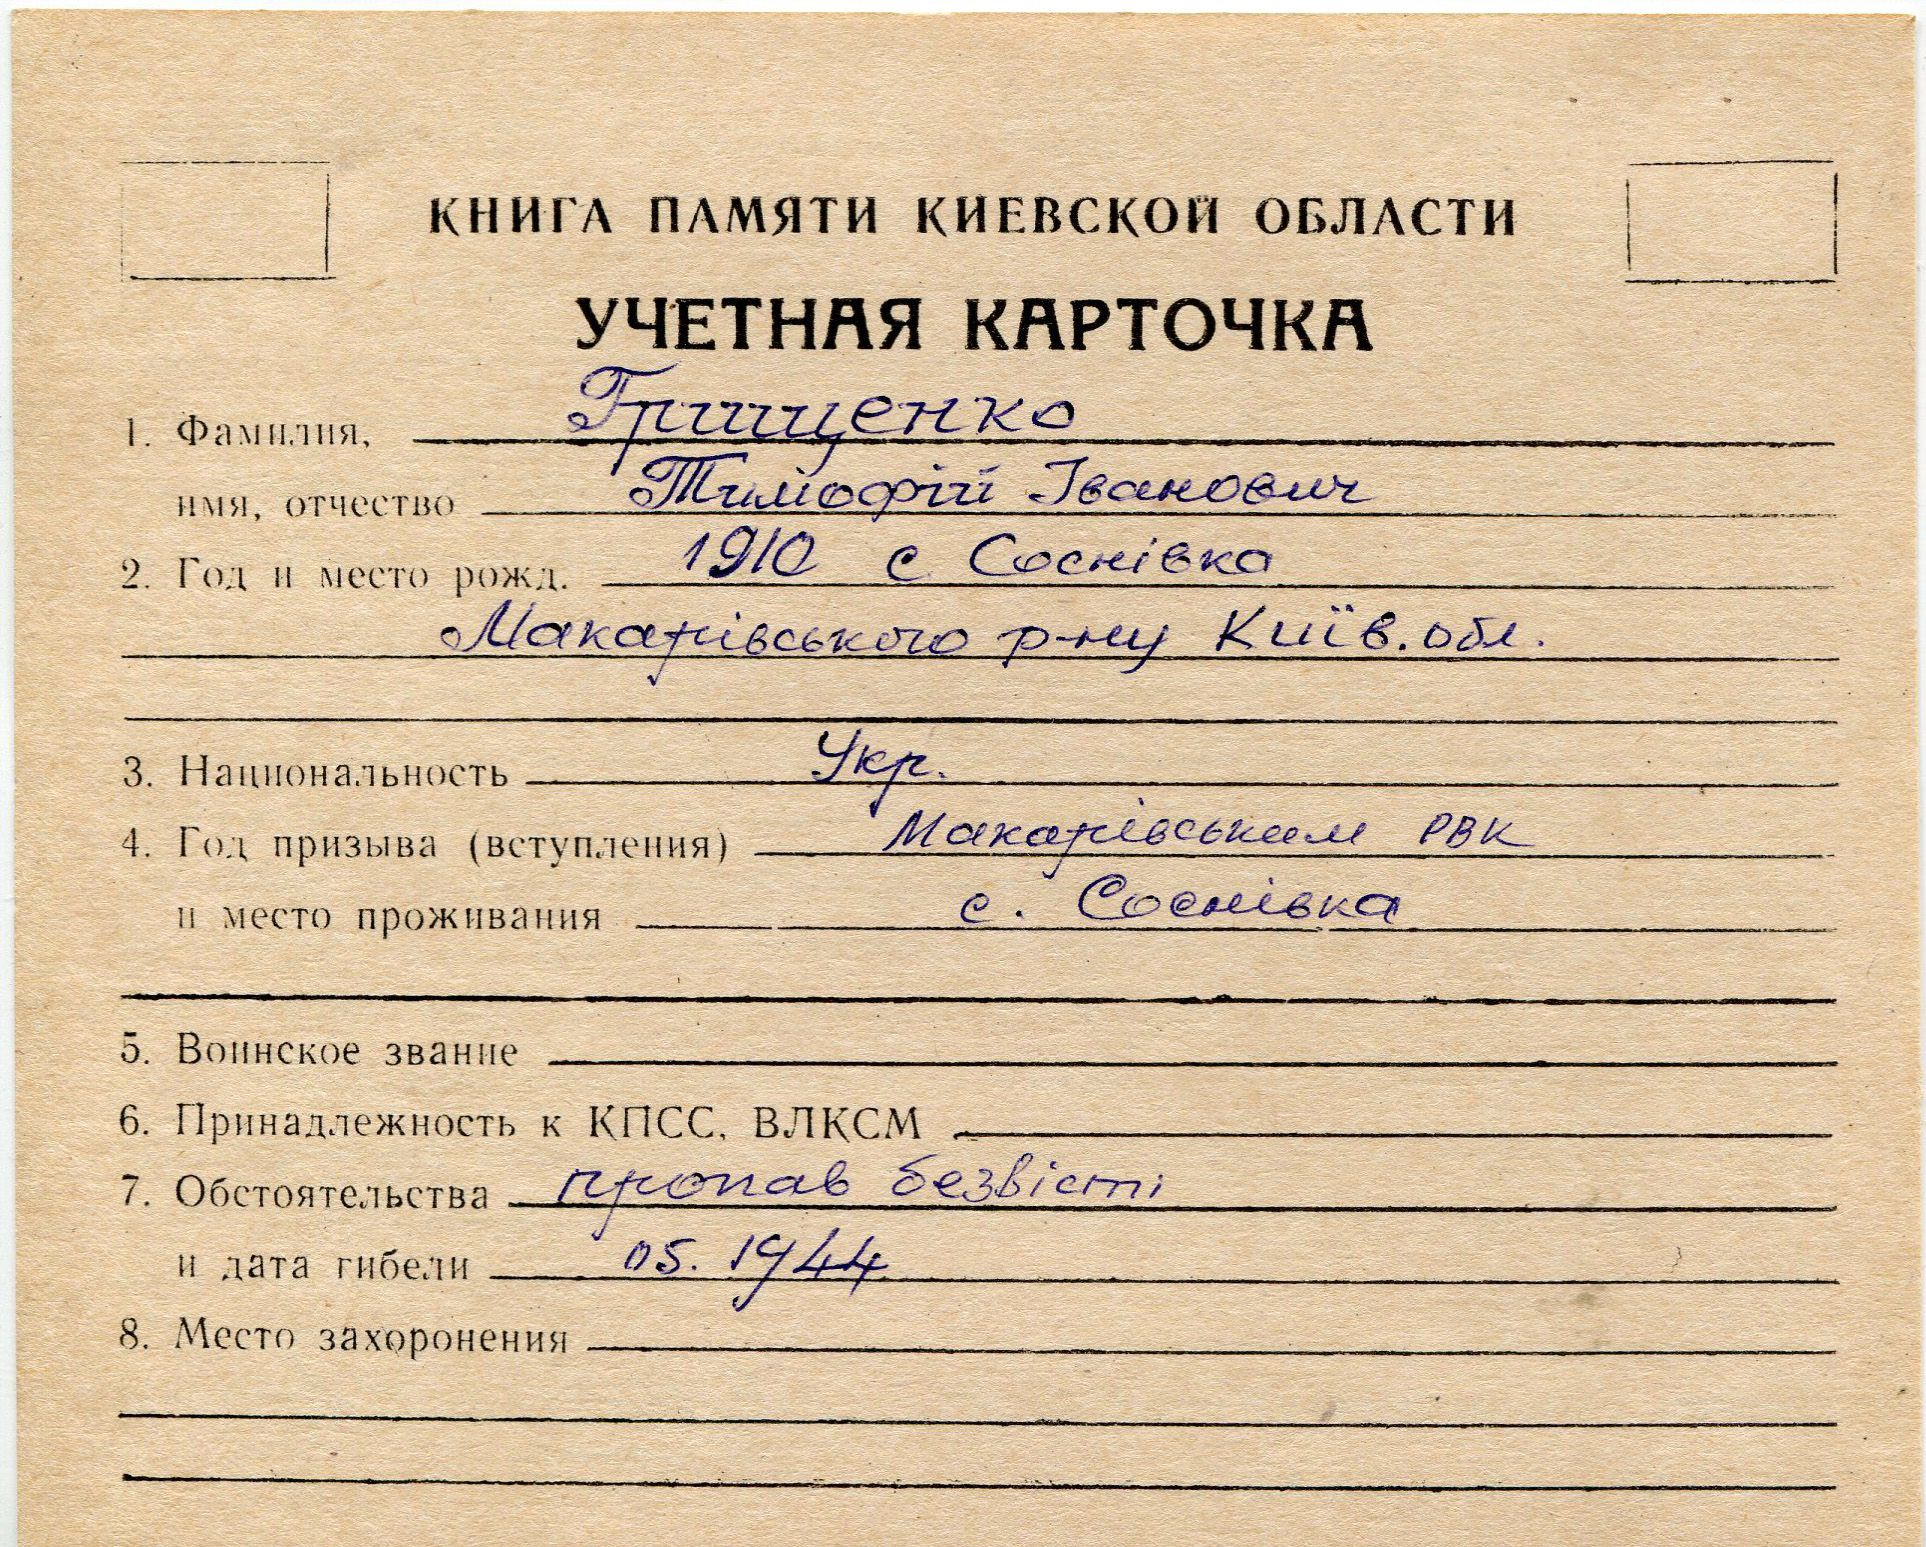 КНИГА ПАМЯТИ КИЕВСКОЙ ОБЛАСТИ
УЧЕТНАЯ КАРТОЧКА
1. Фамилия, Грищенко
имя, отчество Тимофій Іванович
2. Год и место рожд. 1910 с Соснівка
Макарівського р-ну Київ. обл.
3. Национальность Укр.
4. Год призыва (вступления) Макарівським РВК
и место проживания с. Соснівка
5. Воинское звание
6. Принадлежность к КПСС, ВЛКСМ
7. Обстоятельства пропав безвісті
и дата гибели 05. 1944
8. Место захоронения